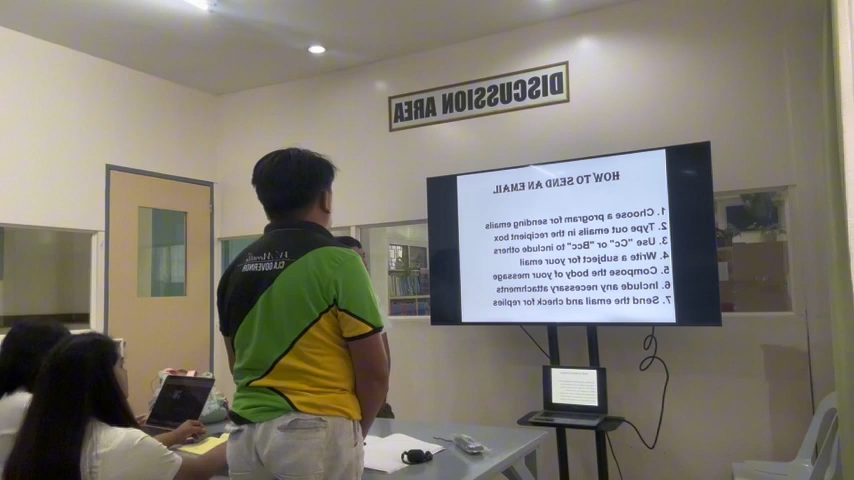 DISCUSSION AREA
HOW TO SEND AN EMAIL
1. Choose a program for sending emails
2. Type out emails in the recipient box
3. Use "Cc" or "Bcc" to include others
4. Write a subject for your email
5. Compose the body of your message
6. Include any necessary attachments
7. Send the email and check for replies
CLA GOVERNOR